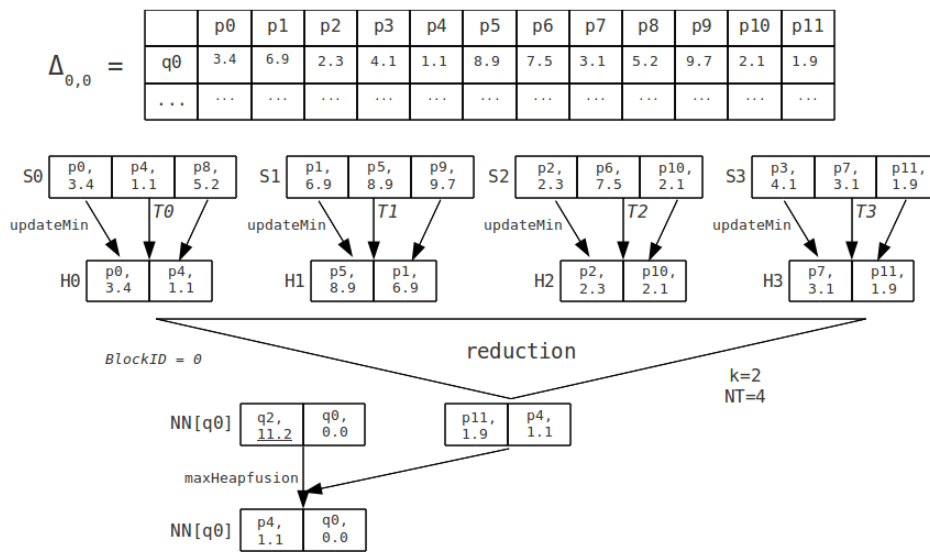 p0 p1 p2 p3 p4 p5 p6 p7 p8 p9 p10 p11
Δ0,0 = q0 3.4 6.9 2.3 4.1 1.1 8.9 7.5 3.1 5.2 9.7 2.1 1.9
... ... ... ... ... ... ... ... ... ... ... ... ...
S0 p0, p4, p8, S1 p1, p5, p9, S2 p2, p6, p10, S3 p3, p7, p11,
3.4 1.1 5.2 6.9 8.9 9.7 2.3 7.5 2.1 4.1 3.1 1.9
updateMin T0 updateMin T1 updateMin T2 updateMin T3
H0 p0, p4, H1 p5, p1, H2 p2, p10, H3 p7, p11,
3.4 1.1 8.9 6.9 2.3 2.1 3.1 1.9
BlockID = 0 reduction
k=2
NT=4
NN[q0] q2, q0, p11, p4,
11.2 0.0 1.9 1.1
maxHeapfusion
NN[q0] p4, q0,
1.1 0.0